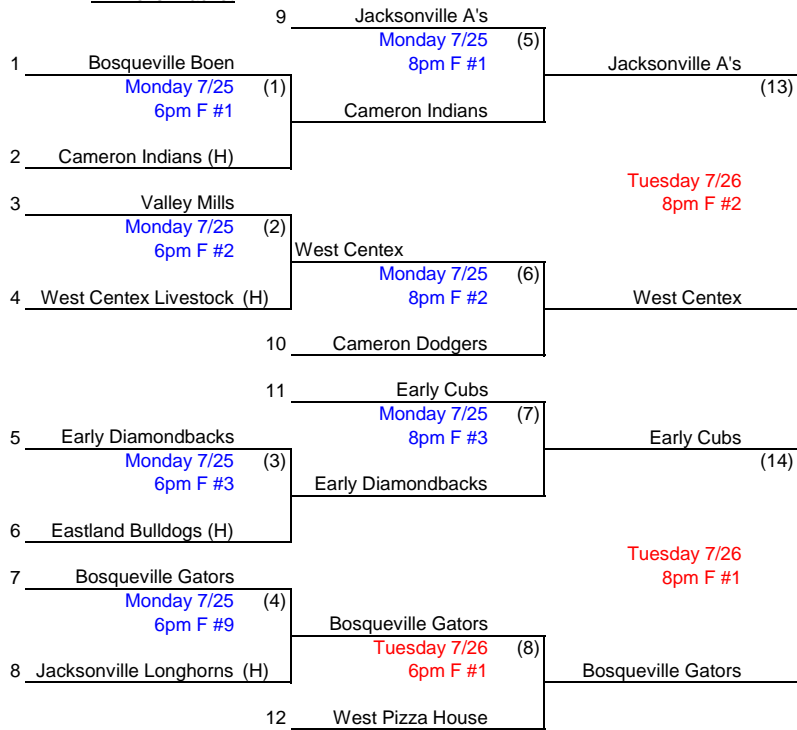 9 Jacksonville A's
Monday 7/25 (5)
1 Bosqueville Boen 8pm F #1 Jacksonville A's
Monday 7/25 (1) (13)
6pm F #1 Cameron Indians
2 Cameron Indians (H)
Tuesday 7/26
3 Valley Mills 8pm F #2
Monday 7/25 (2)
6pm F #2 West Centex
Monday 7/25 (6)
4 West Centex Livestock (H) 8pm F #2 West Centex
10 Cameron Dodgers
11 Early Cubs
Monday 7/25 (7)
5 Early Diamondbacks 8pm F #3 Early Cubs
Monday 7/25 (3) (14)
6pm F #3 Early Diamondbacks
6 Eastland Bulldogs (H)
Tuesday 7/26
7 Bosqueville Gators 8pm F #1
Monday 7/25 (4)
6pm F #9 Bosqueville Gators
Tuesday 7/26 (8)
8 Jacksonville Longhorns (H) 6pm F #1 Bosqueville Gators
12 West Pizza House